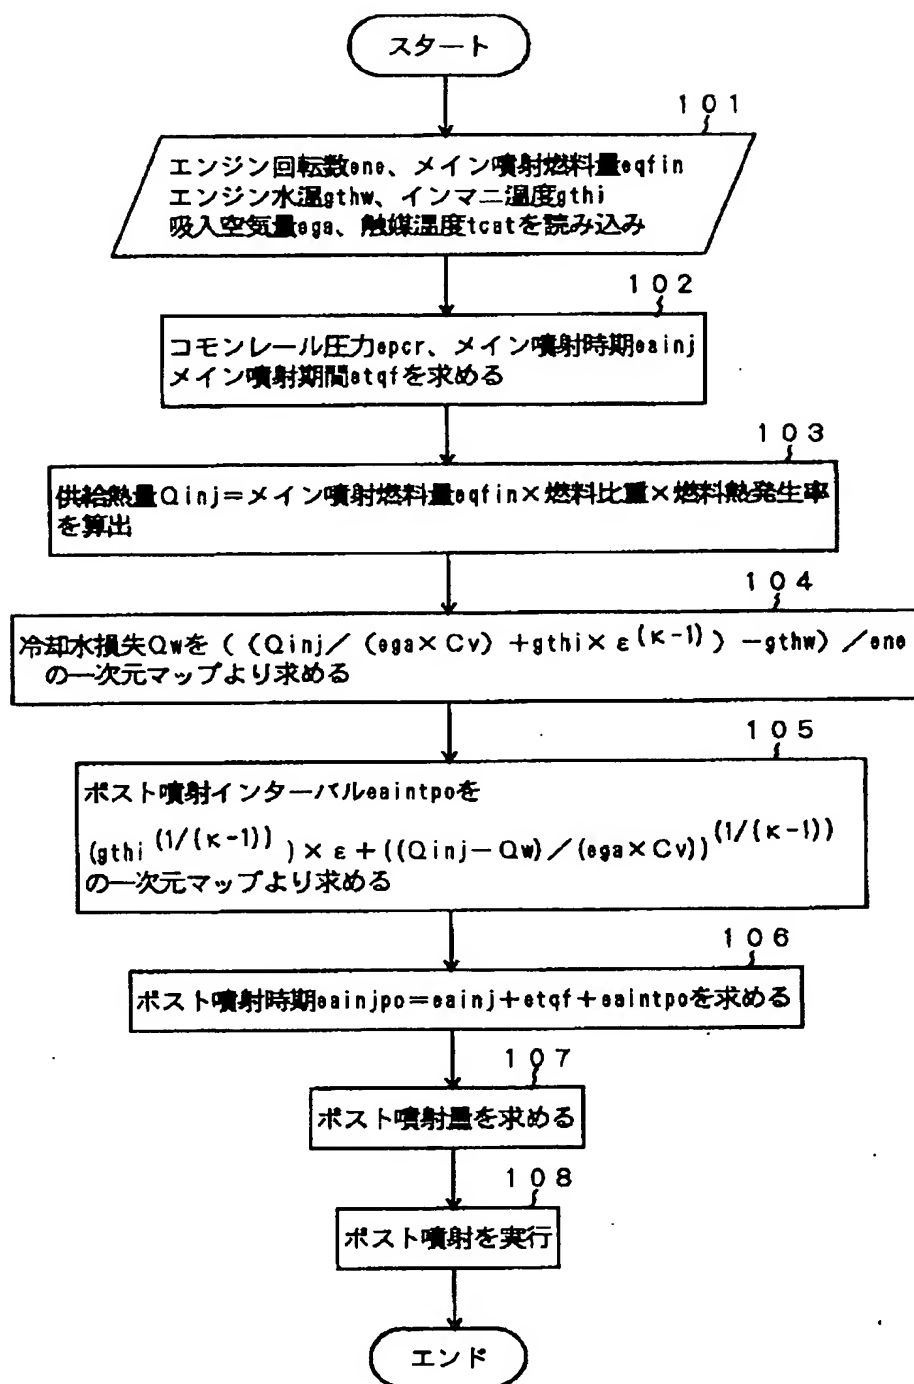 スタート
101
エンジン回転数ene、メイン噴射燃料量eqfin
エンジン水温gthw、インマニ温度gthi
吸入空気量ega、触媒温度tcatを読み込み
102
コモンレール圧力epcr、メイン噴射時期eainj
メイン噴射期間etqfを求める
103
供給熱量Qinj＝メイン噴射燃料量eqfin×燃料比重×燃料熱発生率
を算出
104
冷却水損失Qwを（（Qinj／（ega×Cv）＋gthi×ε^(κ-1)）－gthw）／ene
の一次元マップより求める
105
ポスト噴射インターバルeaintpoを
(gthi^(1/(κ-1)))×ε＋((Qinj－Qw)／(ega×Cv))^(1/(κ-1))
の一次元マップより求める
106
ポスト噴射時期eainjpo＝eainj＋etqf＋eaintpoを求める
107
ポスト噴射量を求める
108
ポスト噴射を実行
エンド